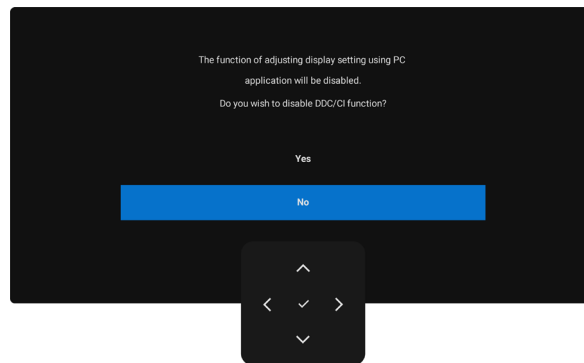 The function of adjusting display setting using PC
application will be disabled.
Do you wish to disable DDC/CI function?
Yes
No